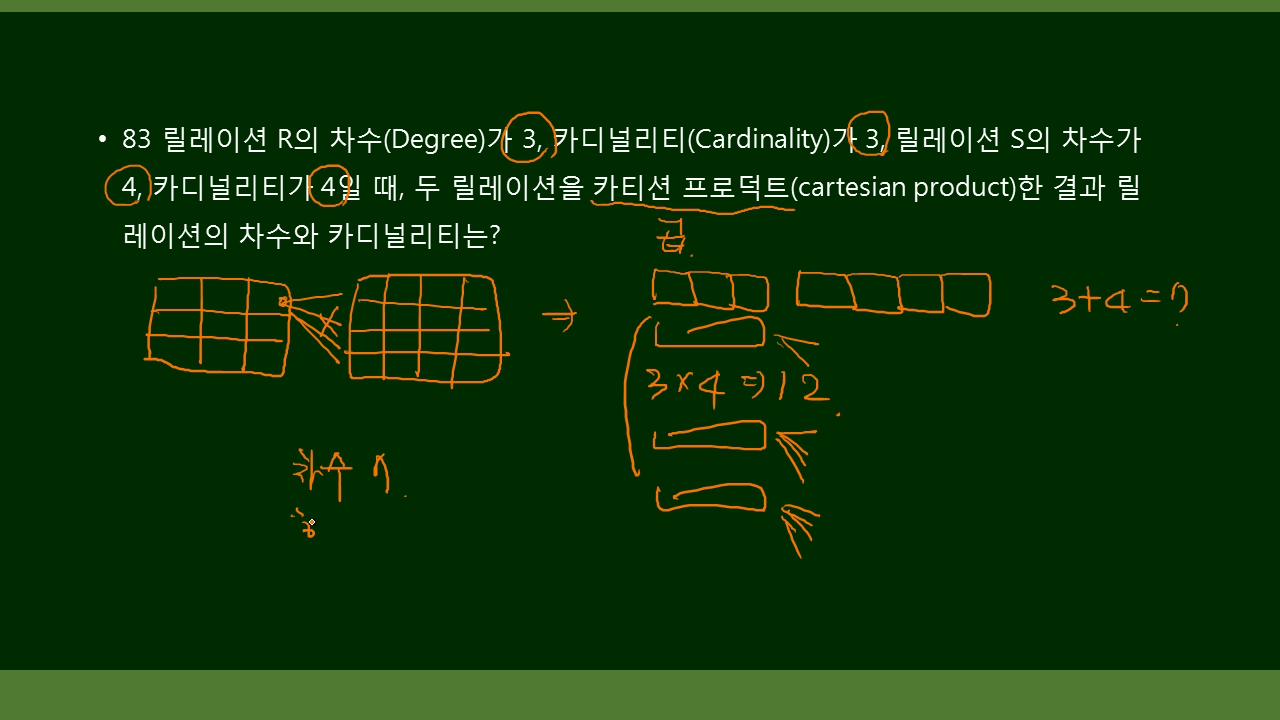 • 83 릴레이션 R의 차수(Degree)가 3, 카디널리티(Cardinality)가 3, 릴레이션 S의 차수가
4, 카디널리티가 4일 때, 두 릴레이션을 카티션 프로덕트(cartesian product)한 결과 릴
레이션의 차수와 카디널리티는?
3+4=7
3×4⇒12.
차수 7.